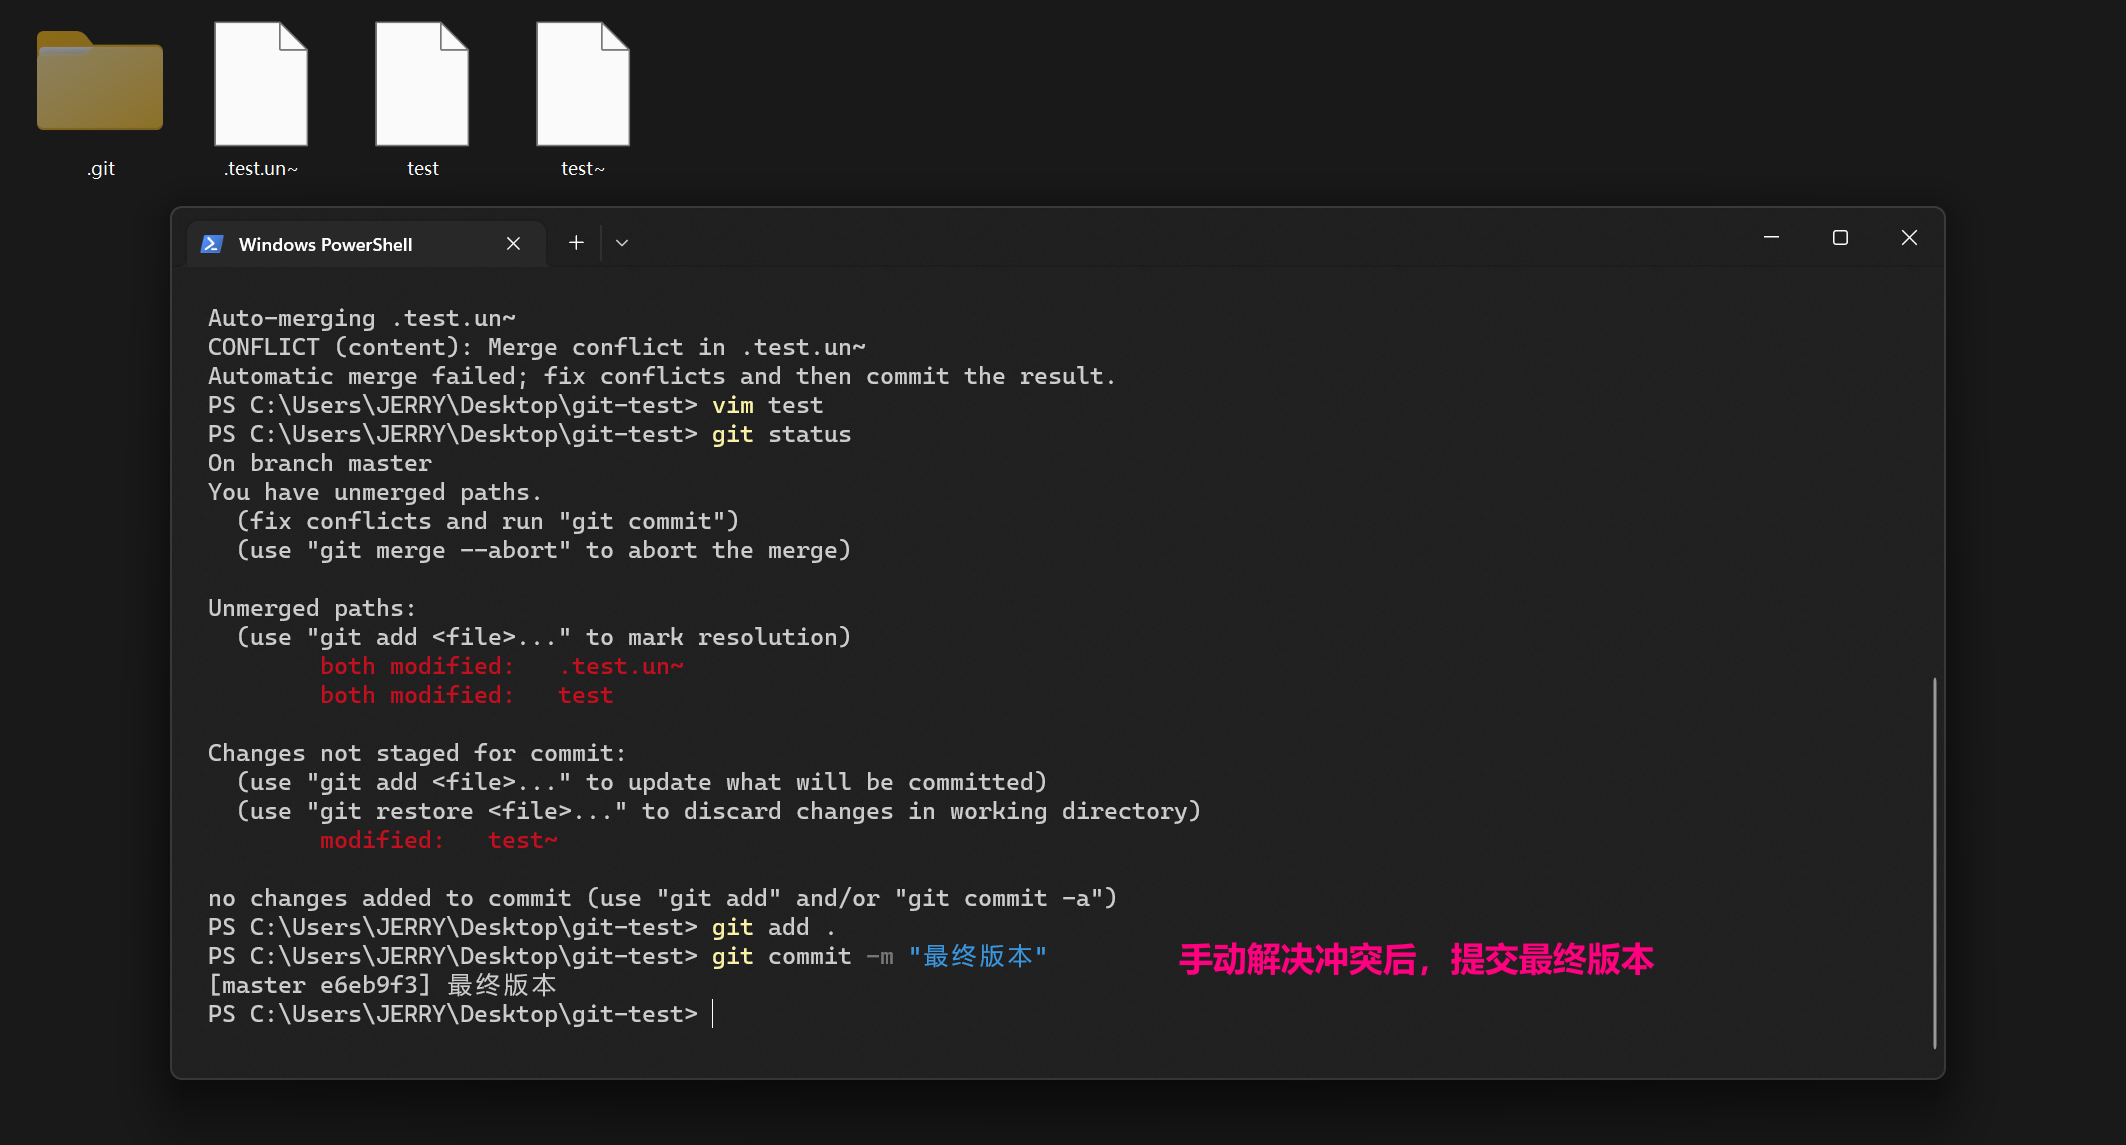 .git
.test.un~
test
test~
Windows PowerShell
Auto-merging .test.un~
CONFLICT (content): Merge conflict in .test.un~
Automatic merge failed; fix conflicts and then commit the result.
PS C:\Users\JERRY\Desktop\git-test> vim test
PS C:\Users\JERRY\Desktop\git-test> git status
On branch master
You have unmerged paths.
  (fix conflicts and run "git commit")
  (use "git merge --abort" to abort the merge)
Unmerged paths:
  (use "git add <file>..." to mark resolution)
        both modified:   .test.un~
        both modified:   test
Changes not staged for commit:
  (use "git add <file>..." to update what will be committed)
  (use "git restore <file>..." to discard changes in working directory)
        modified:   test~
no changes added to commit (use "git add" and/or "git commit -a")
PS C:\Users\JERRY\Desktop\git-test> git add .
PS C:\Users\JERRY\Desktop\git-test> git commit -m "最终版本"
手动解决冲突后，提交最终版本
[master e6eb9f3] 最终版本
PS C:\Users\JERRY\Desktop\git-test>